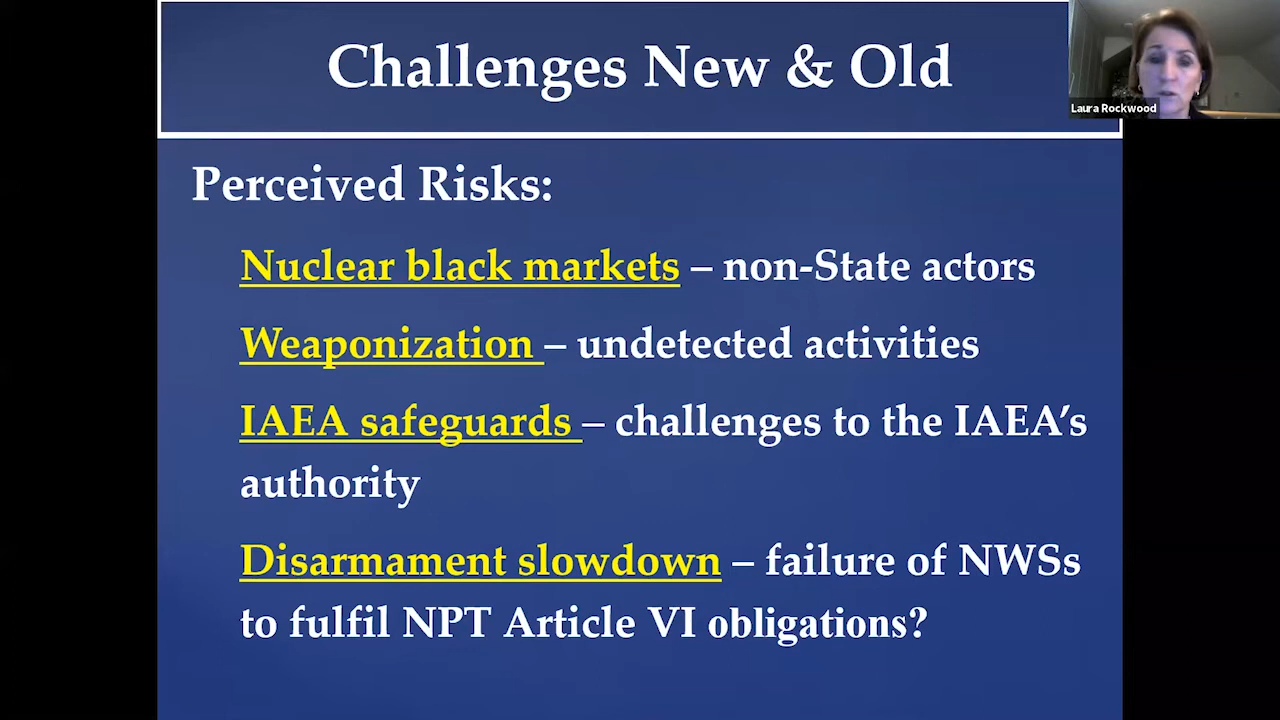 Challenges New & Old
Laura Rockwood
Perceived Risks:
Nuclear black markets – non-State actors
Weaponization – undetected activities
IAEA safeguards – challenges to the IAEA's
authority
Disarmament slowdown – failure of NWSs
to fulfil NPT Article VI obligations?